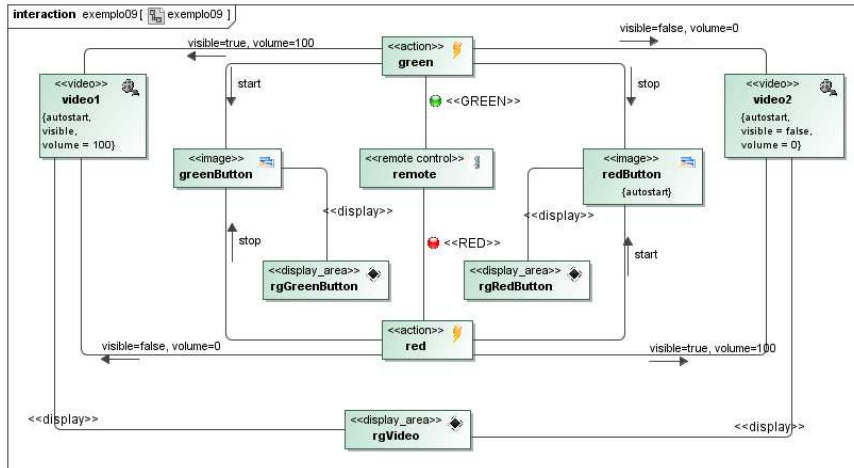 interaction exemplo09 [ exemplo09 ]
visible=true, volume=100
<<action>>
green
visible=false, volume=0
<<video>>
video1
{autostart,
visible,
volume = 100}
start
stop
<<video>>
video2
{autostart,
visible = false,
volume = 0}
<<GREEN>>
<<image>>
greenButton
<<remote control>>
remote
<<image>>
redButton
{autostart}
<<display>>
<<display>>
stop
<<RED>>
start
<<display_area>>
rgGreenButton
<<display_area>>
rgRedButton
<<action>>
red
visible=false, volume=0
visible=true, volume=100
<<display>>
<<display_area>>
rgVideo
<<display>>